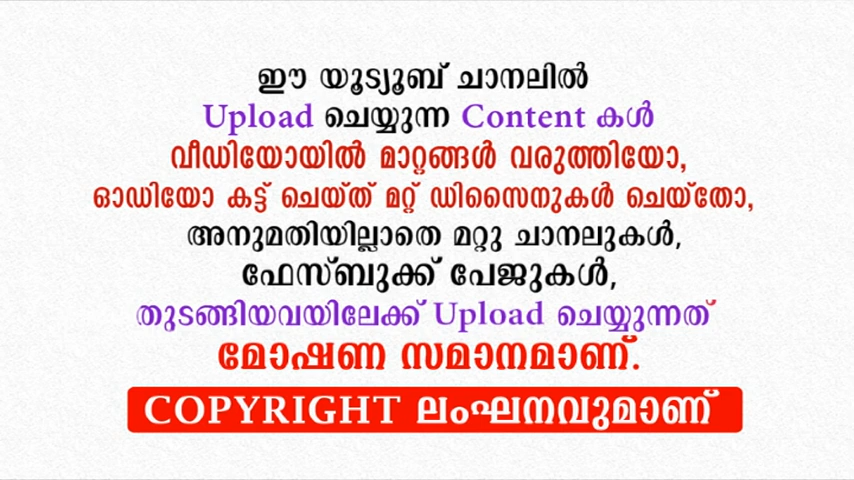 ഈ യൂട്യൂബ് ചാനലിൽ
Upload ചെയ്യുന്ന Content കൾ
വീഡിയോയിൽ മാറ്റങ്ങൾ വരുത്തിയോ,
ഓഡിയോ കട്ട് ചെയ്ത് മറ്റ് ഡിസൈനുകൾ ചെയ്തോ,
അനുമതിയില്ലാതെ മറ്റു ചാനലുകൾ,
ഫേസ്ബുക്ക് പേജുകൾ,
തുടങ്ങിയവയിലേക്ക് Upload ചെയ്യുന്നത്
മോഷണ സമാനമാണ്.
COPYRIGHT ലംഘനവുമാണ്